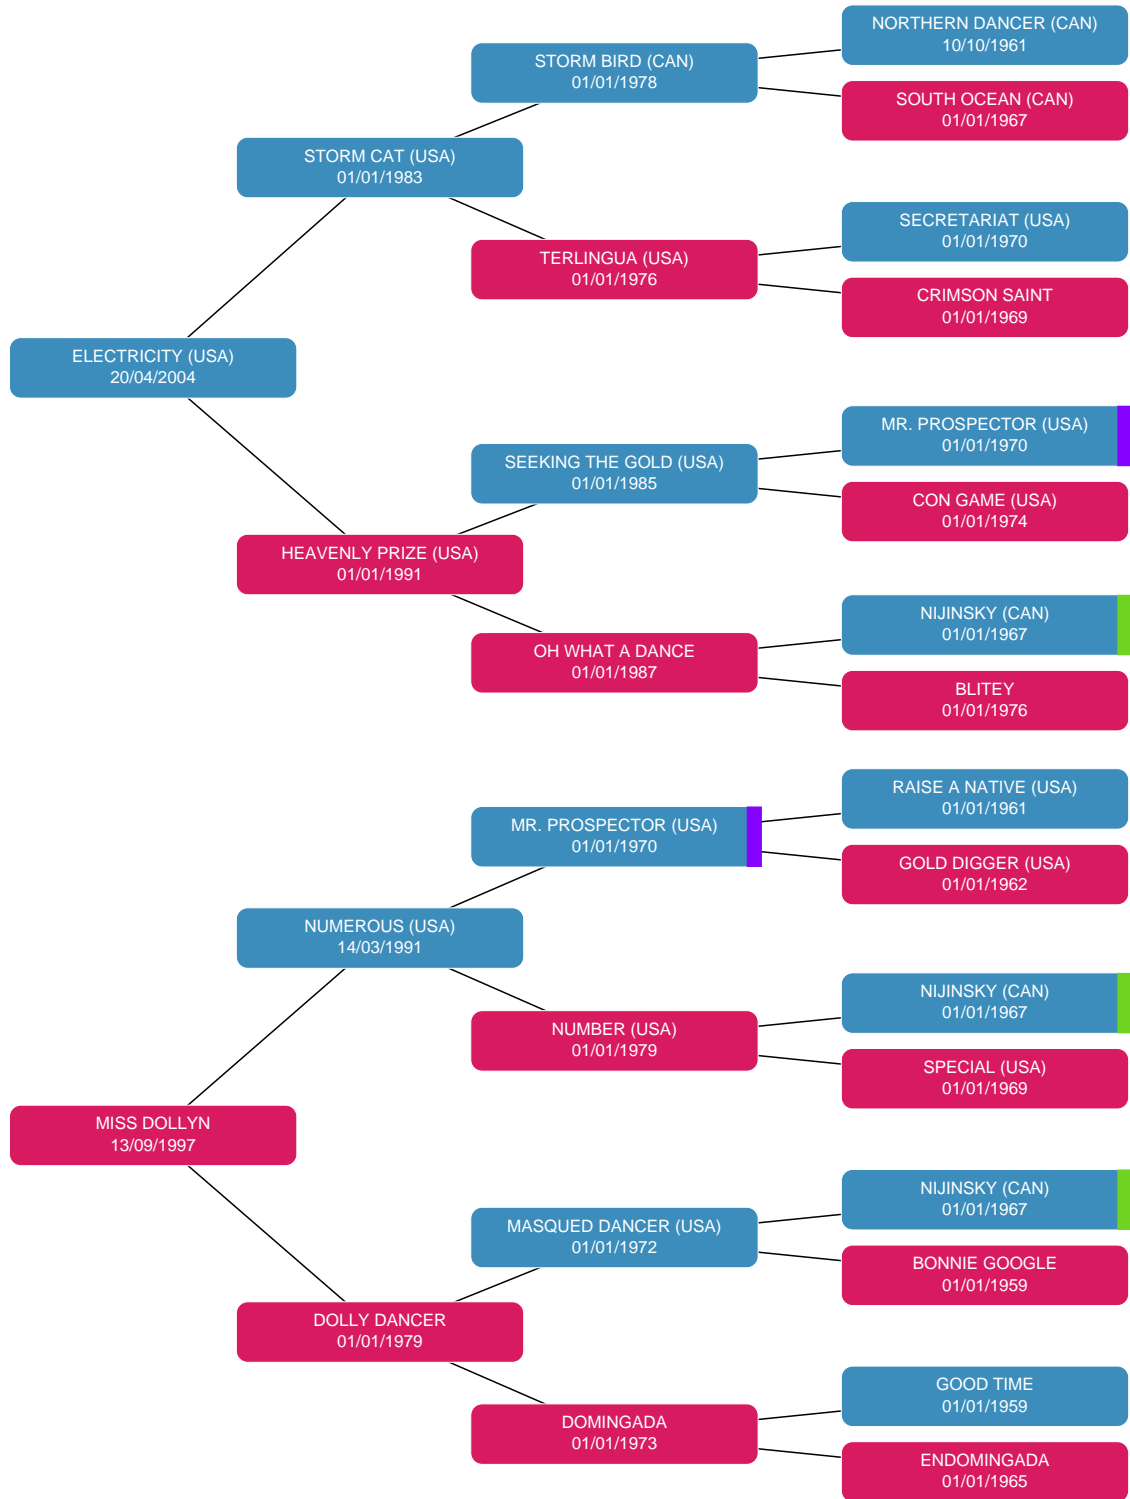 NORTHERN DANCER (CAN)
10/10/1961
STORM BIRD (CAN)
01/01/1978
SOUTH OCEAN (CAN)
01/01/1967
STORM CAT (USA)
01/01/1983
SECRETARIAT (USA)
01/01/1970
TERLINGUA (USA)
01/01/1976
CRIMSON SAINT
01/01/1969
ELECTRICITY (USA)
20/04/2004
MR. PROSPECTOR (USA)
01/01/1970
SEEKING THE GOLD (USA)
01/01/1985
CON GAME (USA)
01/01/1974
HEAVENLY PRIZE (USA)
01/01/1991
NIJINSKY (CAN)
01/01/1967
OH WHAT A DANCE
01/01/1987
BLITEY
01/01/1976
RAISE A NATIVE (USA)
01/01/1961
MR. PROSPECTOR (USA)
01/01/1970
GOLD DIGGER (USA)
01/01/1962
NUMEROUS (USA)
14/03/1991
NIJINSKY (CAN)
01/01/1967
NUMBER (USA)
01/01/1979
SPECIAL (USA)
01/01/1969
MISS DOLLYN
13/09/1997
NIJINSKY (CAN)
01/01/1967
MASQUED DANCER (USA)
01/01/1972
BONNIE GOOGLE
01/01/1959
DOLLY DANCER
01/01/1979
GOOD TIME
01/01/1959
DOMINGADA
01/01/1973
ENDOMINGADA
01/01/1965